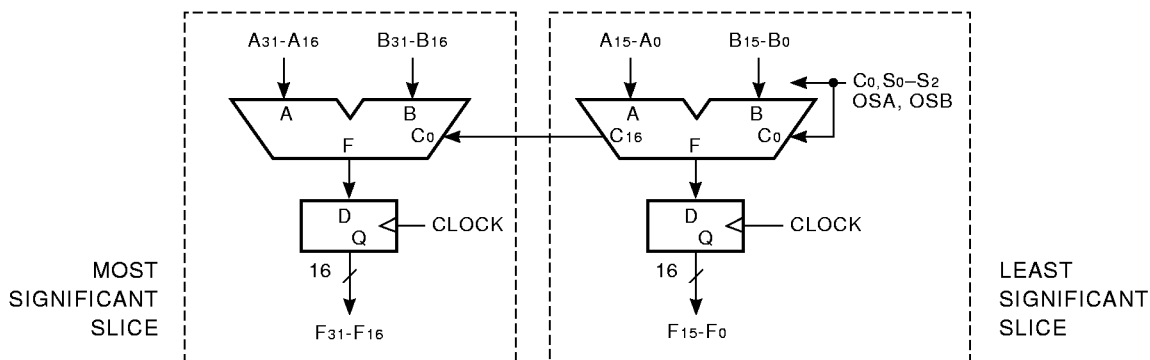 A31-A16 B31-B16 A15-A0 B15-B0
C0,S0–S2
OSA, OSB
A B A B
C0 C16 C0
F F
D D
CLOCK CLOCK
Q Q
16 16
MOST
SIGNIFICANT
SLICE
LEAST
SIGNIFICANT
SLICE
F31-F16 F15-F0